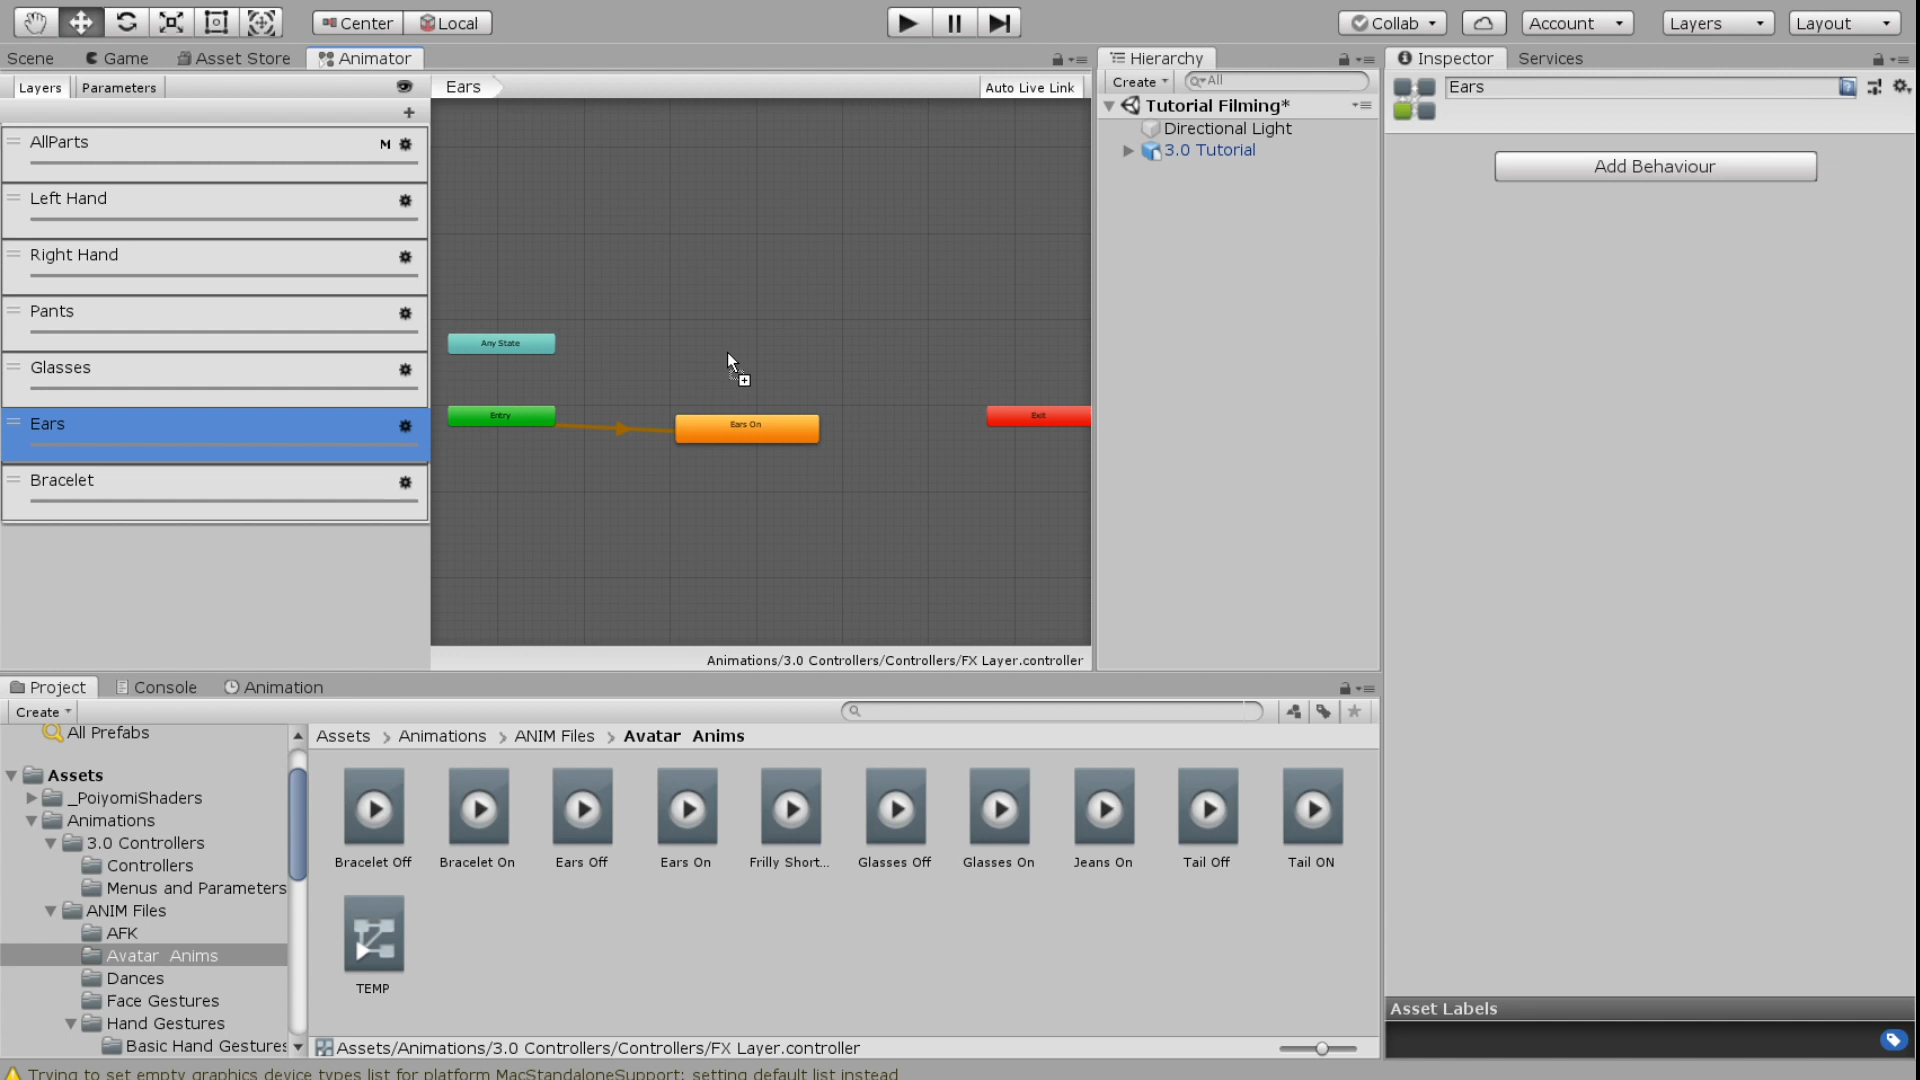 Center Local Collab Account Layers Layout
Scene Game Asset Store Animator Hierarchy Inspector Services
Layers Parameters Ears Auto Live Link Create All Ears
Tutorial Filming*
AllParts M Directional Light
3.0 Tutorial
Add Behaviour
Left Hand
Right Hand
Pants
Any State
Glasses
Entry Ears On Exit
Ears
Bracelet
Animations/3.0 Controllers/Controllers/FX Layer.controller
Project Console Animation
Create
All Prefabs Assets Animations ANIM Files Avatar Anims
Assets
_PoiyomiShaders
Animations
3.0 Controllers
Controllers Bracelet Off Bracelet On Ears Off Ears On Frilly Short... Glasses Off Glasses On Jeans On Tail Off Tail ON
Menus and Parameters
ANIM Files
AFK
Avatar Anims
Dances TEMP
Face Gestures
Hand Gestures
Basic Hand Gestures Assets/Animations/3.0 Controllers/Controllers/FX Layer.controller
Asset Labels
Trying to set empty graphics device types list for platform MacStandaloneSupport: setting default list instead